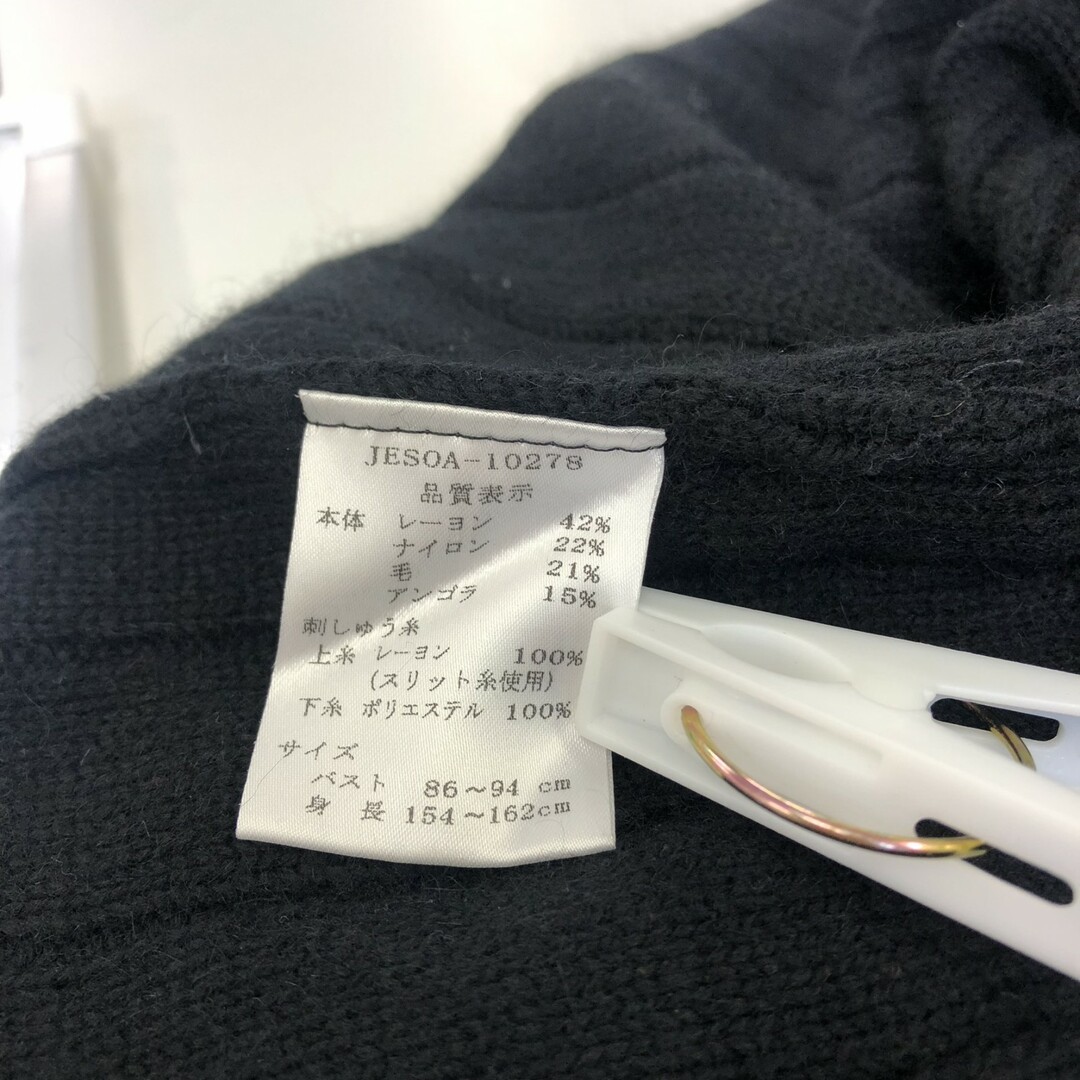 JESOA-10278
品質表示
本体 レーヨン 42%
ナイロン 22%
毛 21%
アンゴラ 15%
刺しゅう糸
上糸 レーヨン 100%
(スリット糸使用)
下糸 ポリエステル 100%
サイズ
バスト 86～94 cm
身長 154～162cm